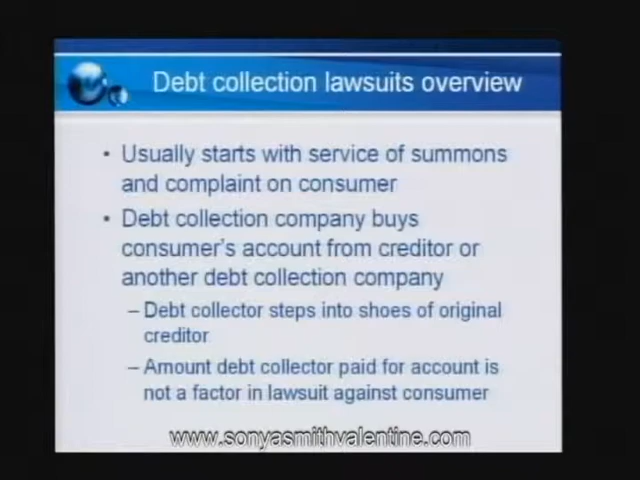 Debt collection lawsuits overview
• Usually starts with service of summons
and complaint on consumer
• Debt collection company buys
consumer's account from creditor or
another debt collection company
– Debt collector steps into shoes of original
creditor
– Amount debt collector paid for account is
not a factor in lawsuit against consumer
www.sonyasmithvalentine.com